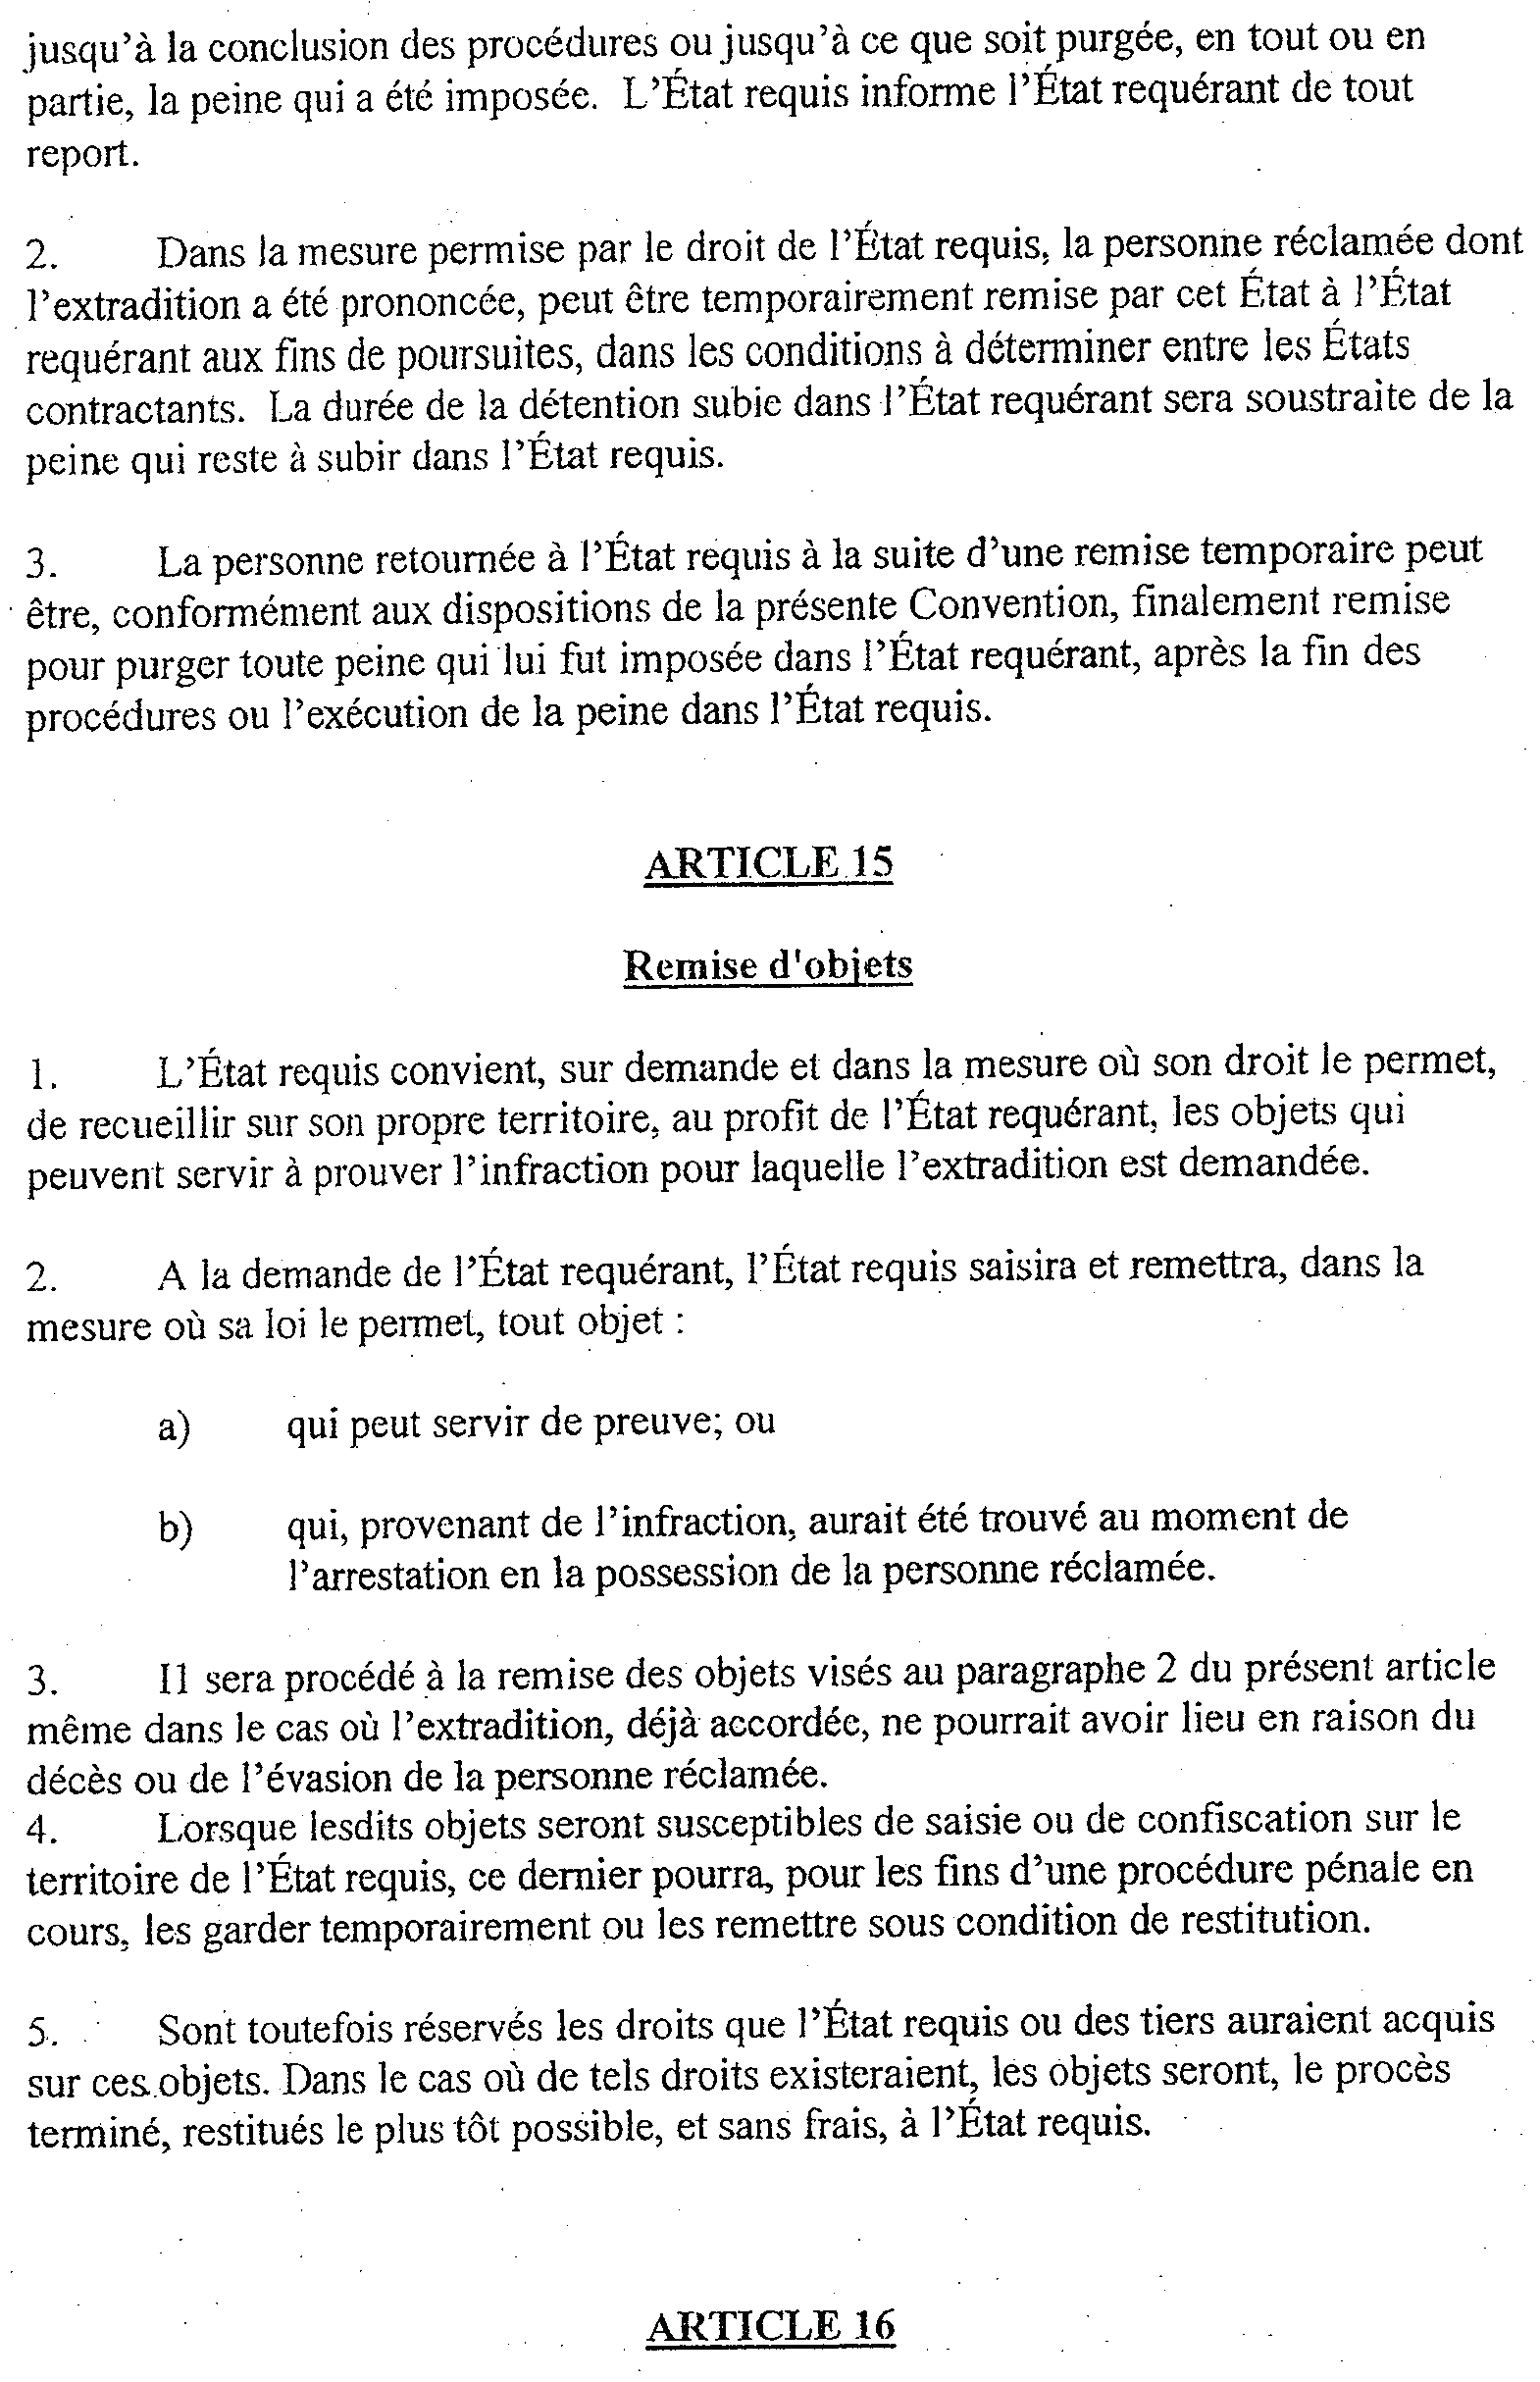 jusqu'à la conclusion des procédures ou jusqu'à ce que soit purgée, en tout ou en
partie, la peine qui a été imposée. L'État requis informe l'État requérant de tout
report.
2. Dans la mesure permise par le droit de l'État requis, la personne réclamée dont
l'extradition a été prononcée, peut être temporairement remise par cet État à l'État
requérant aux fins de poursuites, dans les conditions à déterminer entre les États
contractants. La durée de la détention subie dans l'État requérant sera soustraite de la
peine qui reste à subir dans l'État requis.
3. La personne retournée à l'État requis à la suite d'une remise temporaire peut
être, conformément aux dispositions de la présente Convention, finalement remise
pour purger toute peine qui lui fut imposée dans l'État requérant, après la fin des
procédures ou l'exécution de la peine dans l'État requis.
ARTICLE 15
Remise d'objets
1. L'État requis convient, sur demande et dans la mesure où son droit le permet,
de recueillir sur son propre territoire, au profit de l'État requérant, les objets qui
peuvent servir à prouver l'infraction pour laquelle l'extradition est demandée.
2. A la demande de l'État requérant, l'État requis saisira et remettra, dans la
mesure où sa loi le permet, tout objet :
a) qui peut servir de preuve; ou
b) qui, provenant de l'infraction, aurait été trouvé au moment de
l'arrestation en la possession de la personne réclamée.
3. Il sera procédé à la remise des objets visés au paragraphe 2 du présent article
même dans le cas où l'extradition, déjà accordée, ne pourrait avoir lieu en raison du
décès ou de l'évasion de la personne réclamée.
4. Lorsque lesdits objets seront susceptibles de saisie ou de confiscation sur le
territoire de l'État requis, ce dernier pourra, pour les fins d'une procédure pénale en
cours, les garder temporairement ou les remettre sous condition de restitution.
5. Sont toutefois réservés les droits que l'État requis ou des tiers auraient acquis
sur ces objets. Dans le cas où de tels droits existeraient, les objets seront, le procès
terminé, restitués le plus tôt possible, et sans frais, à l'État requis.
ARTICLE 16